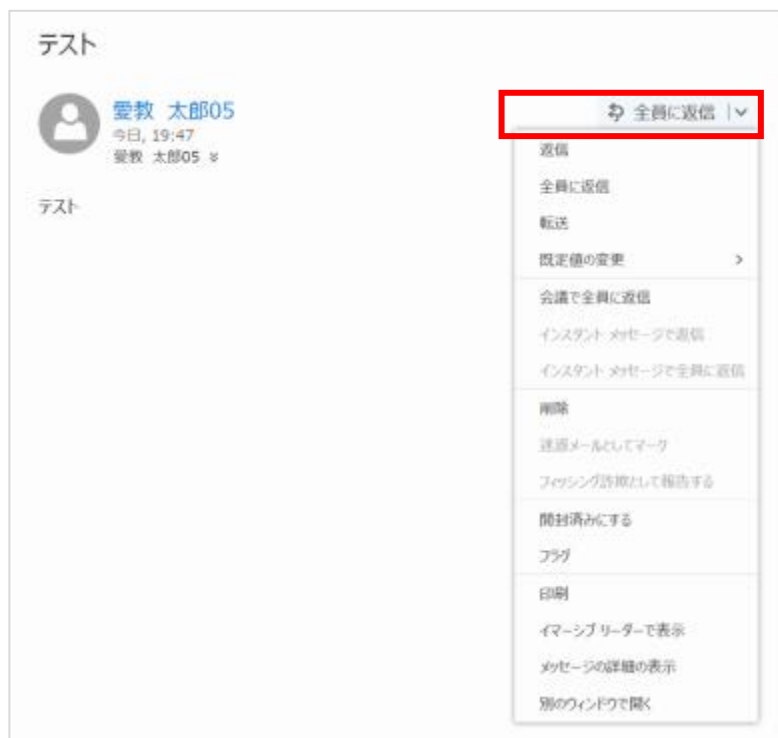 テスト
愛教 太郎05
今日, 19:47
愛教 太郎05
テスト
全員に返信
返信
全員に返信
転送
既定値の変更
会議で全員に返信
インスタント メッセージで返信
インスタント メッセージで全員に返信
削除
迷惑メールとしてマーク
フィッシング詐欺として報告する
開封済みにする
フラグ
印刷
イマーシブ リーダーで表示
メッセージの詳細の表示
別のウィンドウで開く